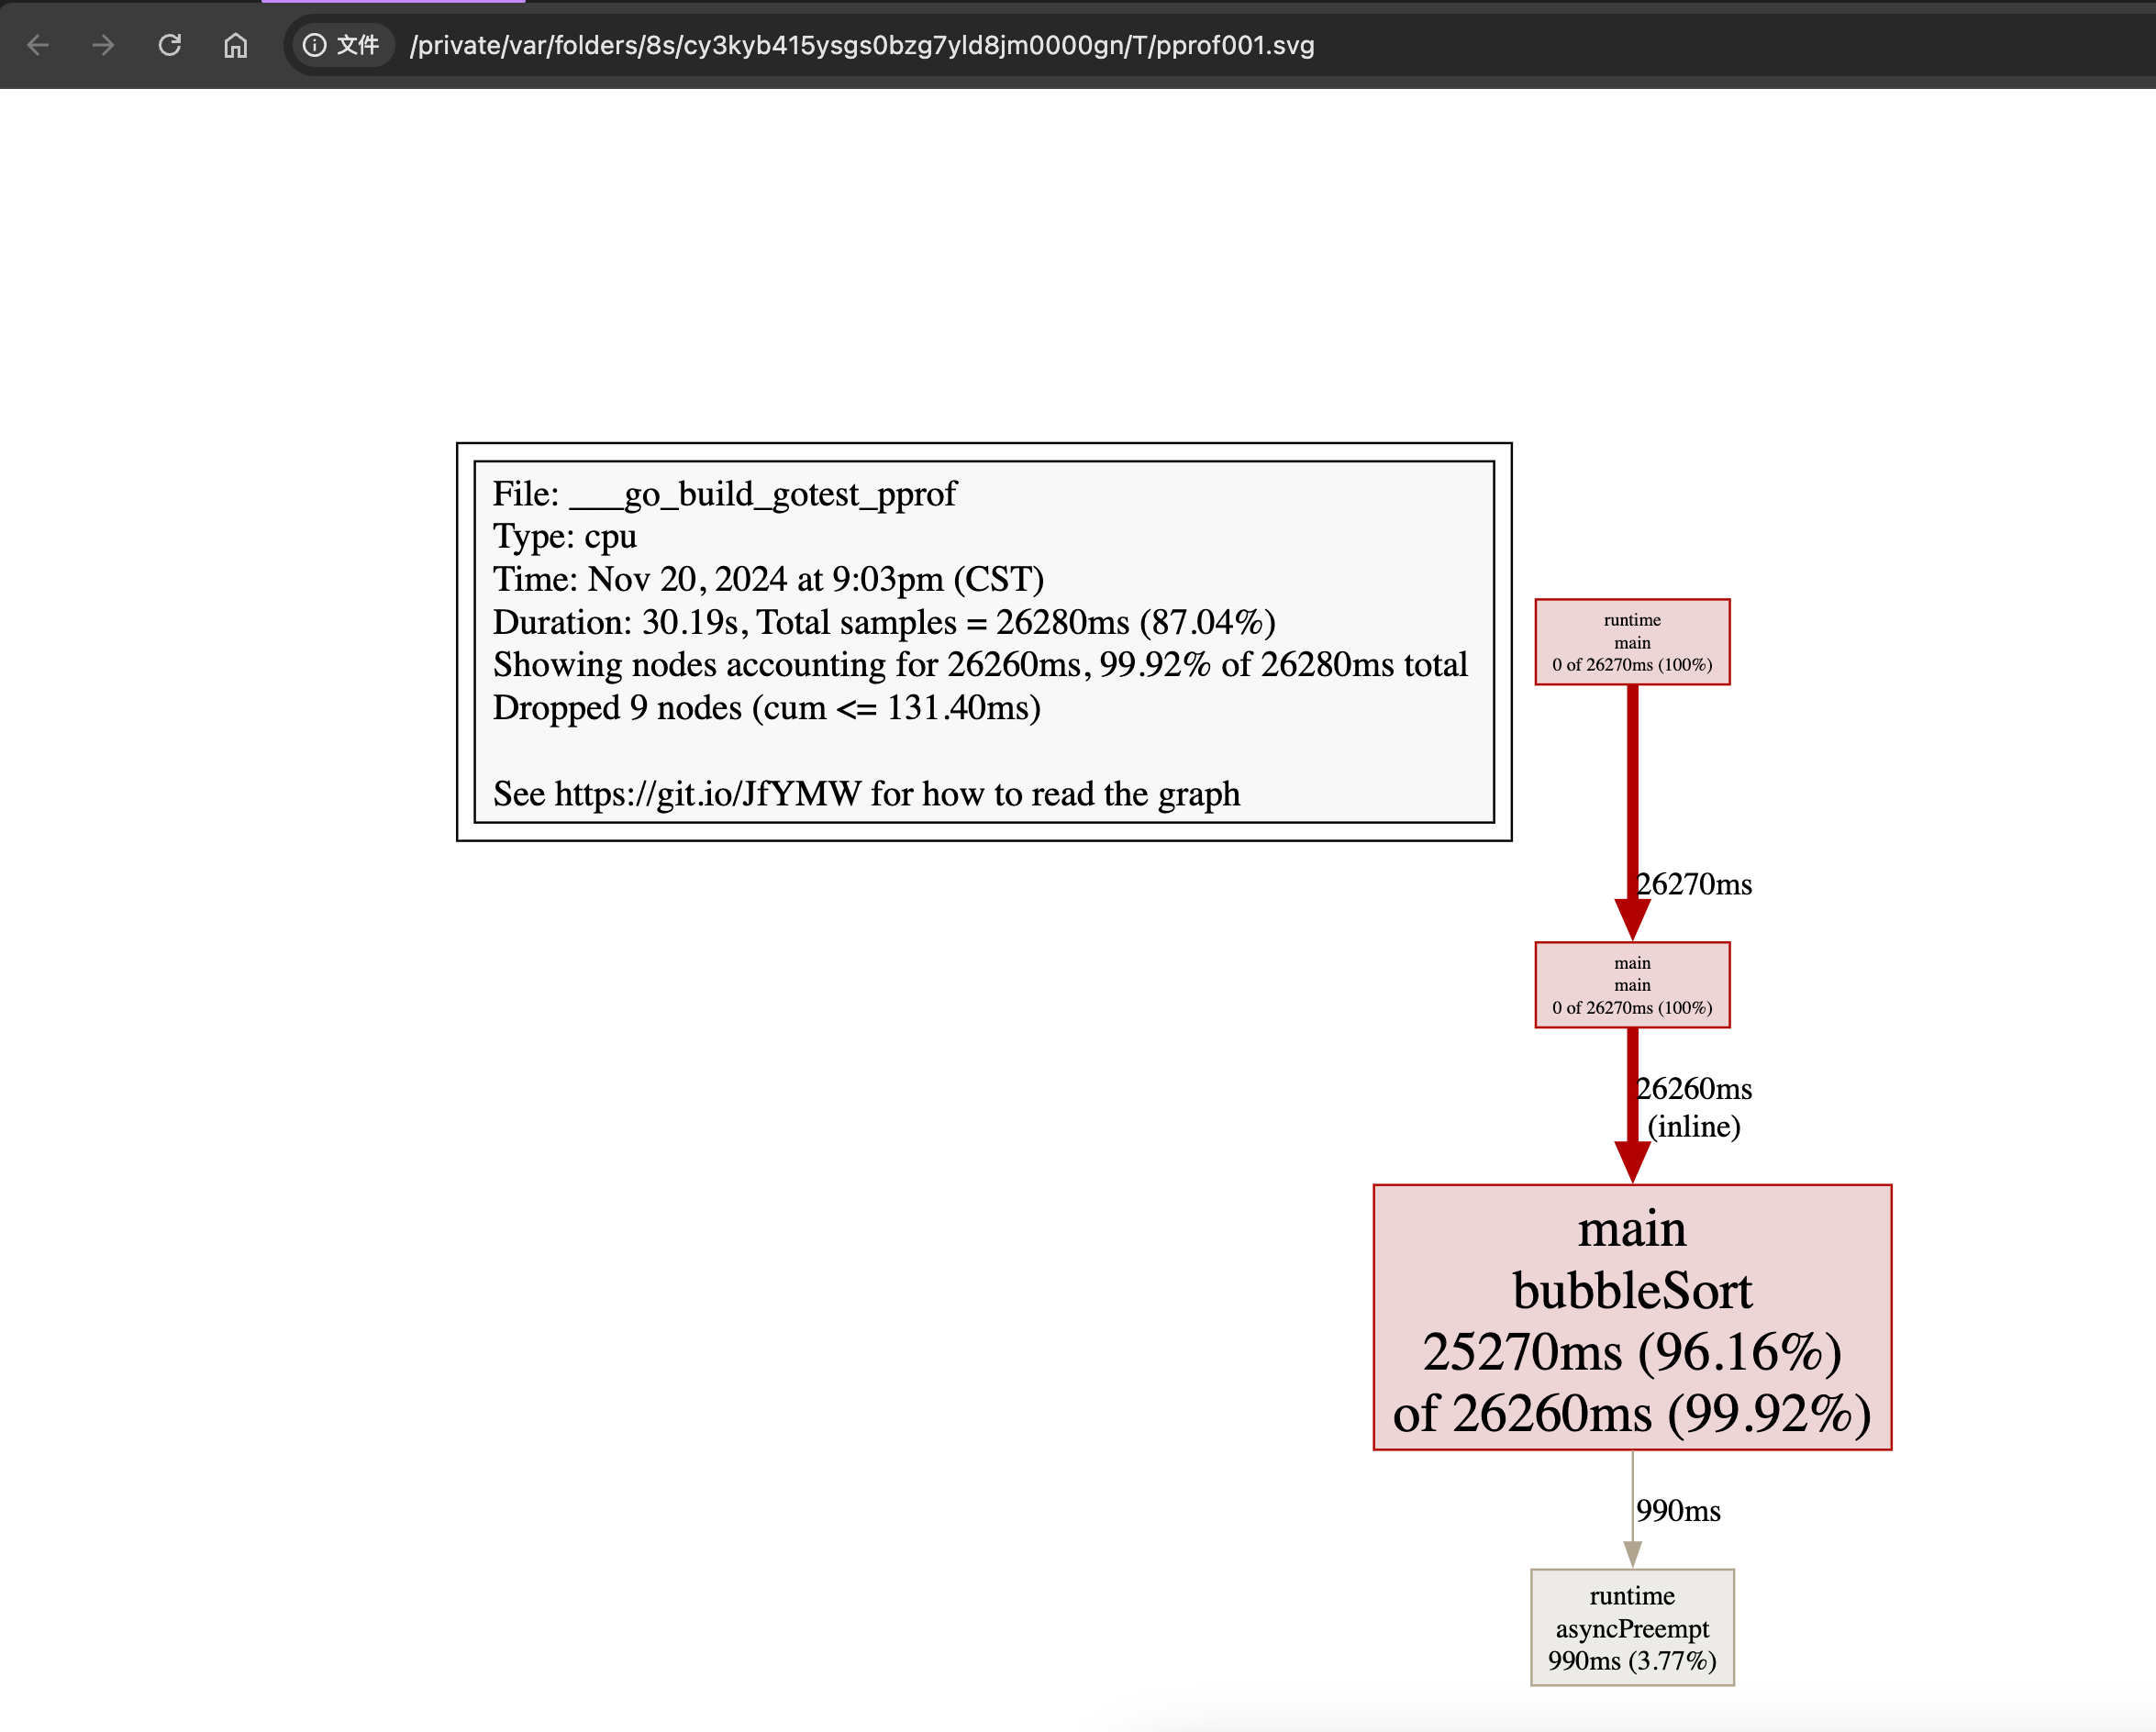 文件 /private/var/folders/8s/cy3kyb415ysgs0bzg7yld8jm0000gn/T/pprof001.svg
File: ___go_build_gotest_pprof
Type: cpu
Time: Nov 20, 2024 at 9:03pm (CST)
Duration: 30.19s, Total samples = 26280ms (87.04%)
Showing nodes accounting for 26260ms, 99.92% of 26280ms total
Dropped 9 nodes (cum <= 131.40ms)
See https://git.io/JfYMW for how to read the graph
runtime
main
0 of 26270ms (100%)
26270ms
main
main
0 of 26270ms (100%)
26260ms
(inline)
main
bubbleSort
25270ms (96.16%)
of 26260ms (99.92%)
990ms
runtime
asyncPreempt
990ms (3.77%)